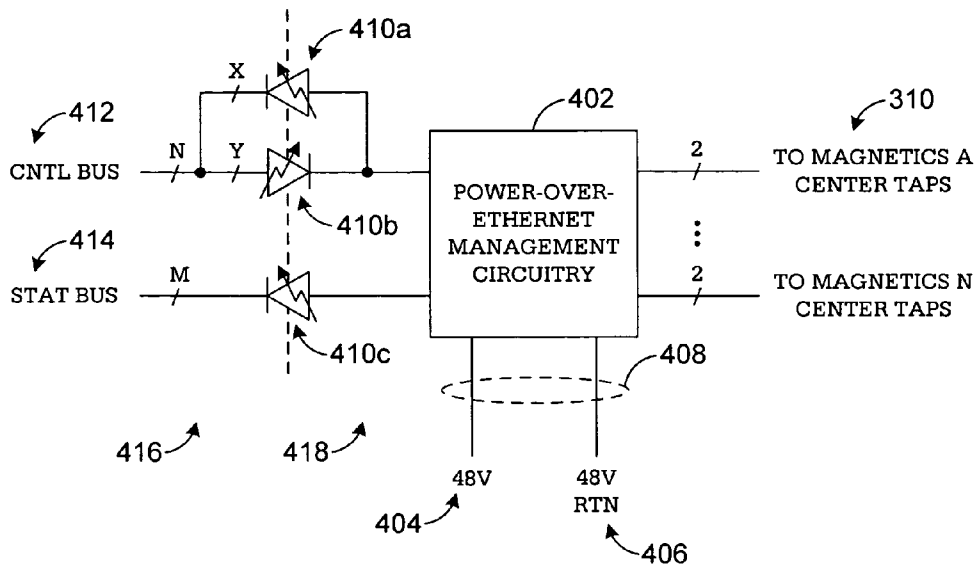 410a
X
402
310
412
CNTL BUS
N
Y
2
TO MAGNETICS A
CENTER TAPS
410b
POWER-OVER-
ETHERNET
MANAGEMENT
CIRCUITRY
414
STAT BUS
M
2
TO MAGNETICS N
CENTER TAPS
410c
408
416
418
48V
48V
RTN
404
406